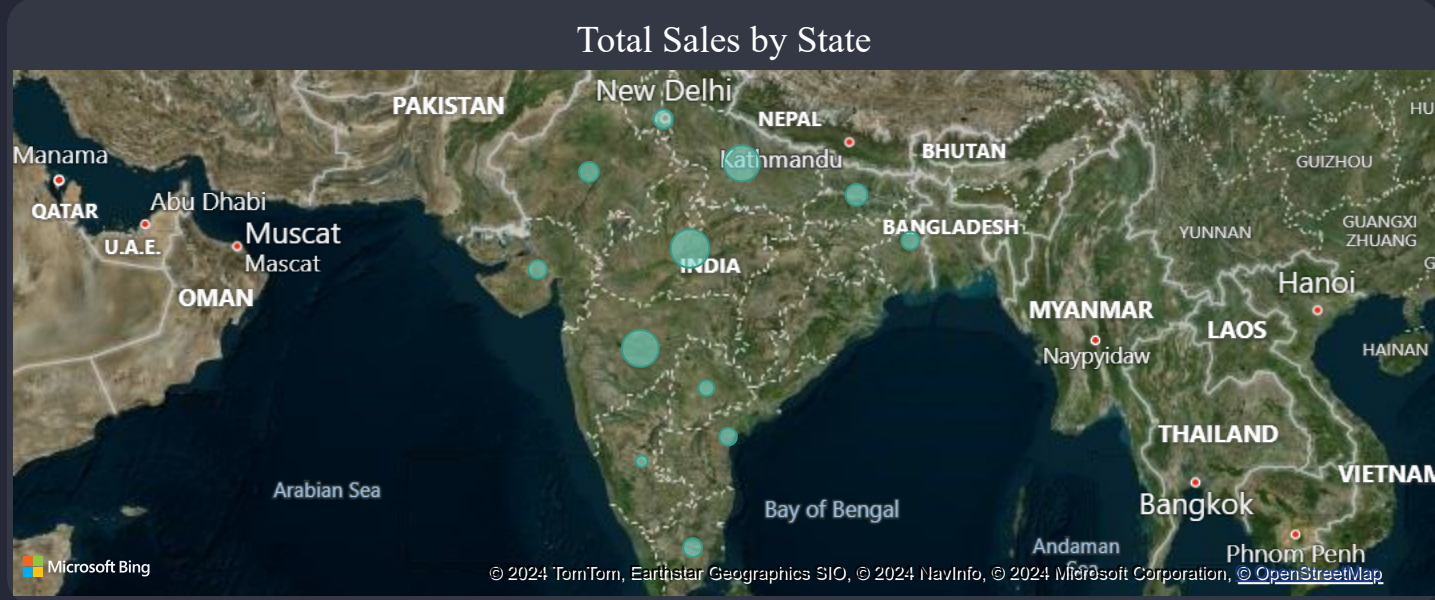 Total Sales by State
New Delhi
PAKISTAN
HU
NEPAL
Manama
Kathmandu
BHUTAN
GUIZHOU
Abu Dhabi
QATAR
BANGLADESH
GUANGXI
ZHUANG
YUNNAN
Muscat
U.A.E.
Mascat
INDIA
G
Hanoi
OMAN
MYANMAR
LAOS
HAINAN
Naypyidaw
THAILAND
VIETNAM
Arabian Sea
Bangkok
Bay of Bengal
Andaman
Sea
Phnom Penh
Microsoft Bing
© 2024 TomTom, Earthstar Geographics SIO, © 2024 NavInfo, © 2024 Microsoft Corporation, © OpenStreetMap